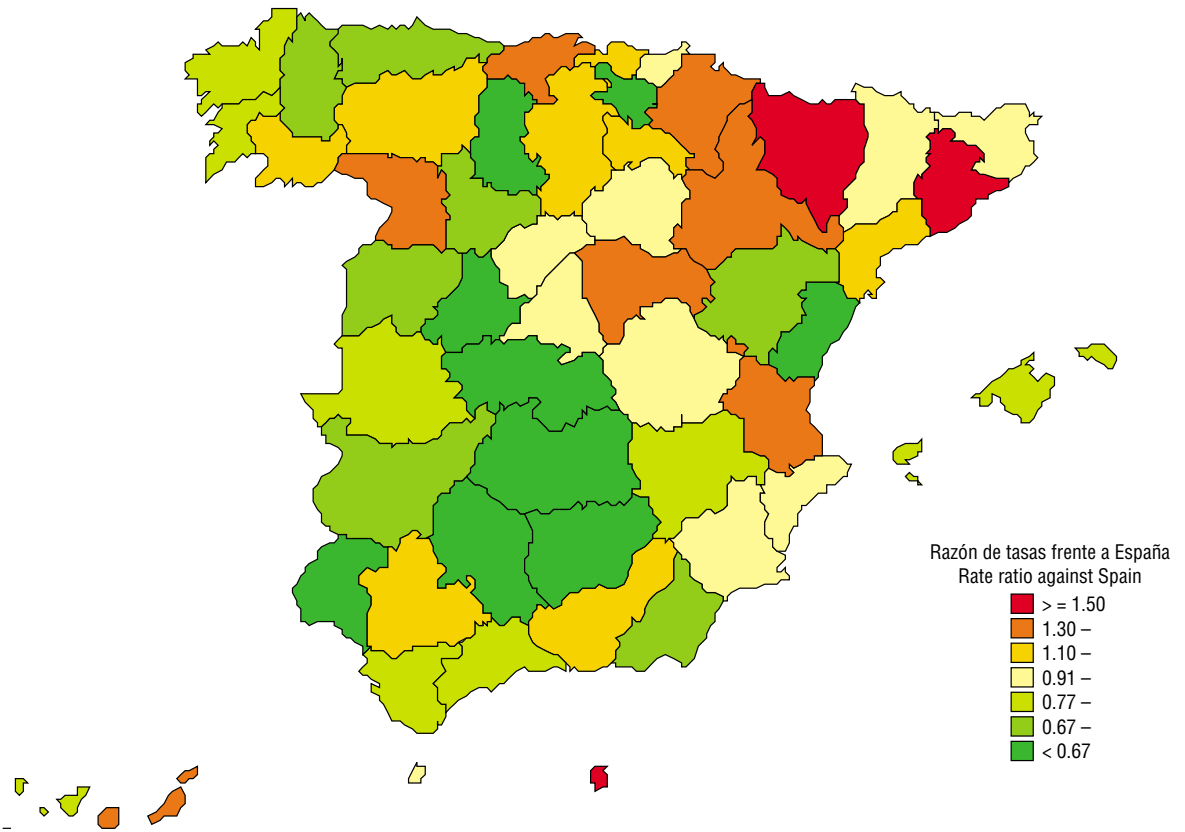 Razón de tasas frente a España
Rate ratio against Spain
> = 1.50
1.30 –
1.10 –
0.91 –
0.77 –
0.67 –
< 0.67